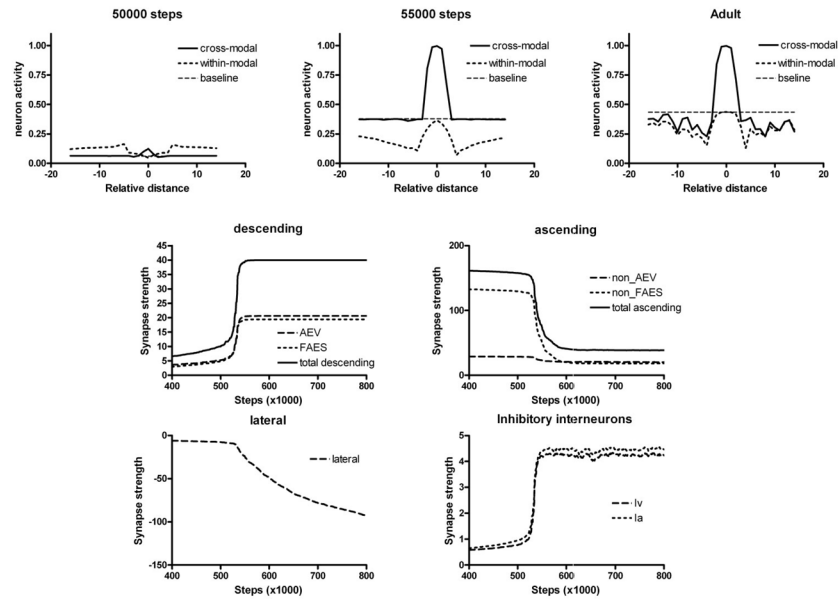 50000 steps
neuron activity
1.00
0.75
0.50
0.25
0.00
cross-modal
within-modal
baseline
-20 -10 0 10 20
Relative distance
55000 steps
neuron activity
1.00
0.75
0.50
0.25
0.00
cross-modal
within-modal
baseline
-20 -10 0 10 20
Relative distance
Adult
neuron activity
1.00
0.75
0.50
0.25
0.00
cross-modal
within-modal
bseline
-20 -10 0 10 20
Relative distance
descending
Synapse strength
45
40
35
30
25
20
15
10
5
0
AEV
FAES
total descending
400 500 600 700 800
Steps (x1000)
ascending
Synapse strength
200
100
0
non_AEV
non_FAES
total ascending
400 500 600 700 800
Steps (x1000)
lateral
Synapse strength
0
-50
-100
-150
lateral
400 500 600 700 800
Steps (x1000)
Inhibitory interneurons
Synapse strength
5
4
3
2
1
0
Iv
Ia
400 500 600 700 800
Steps (x1000)